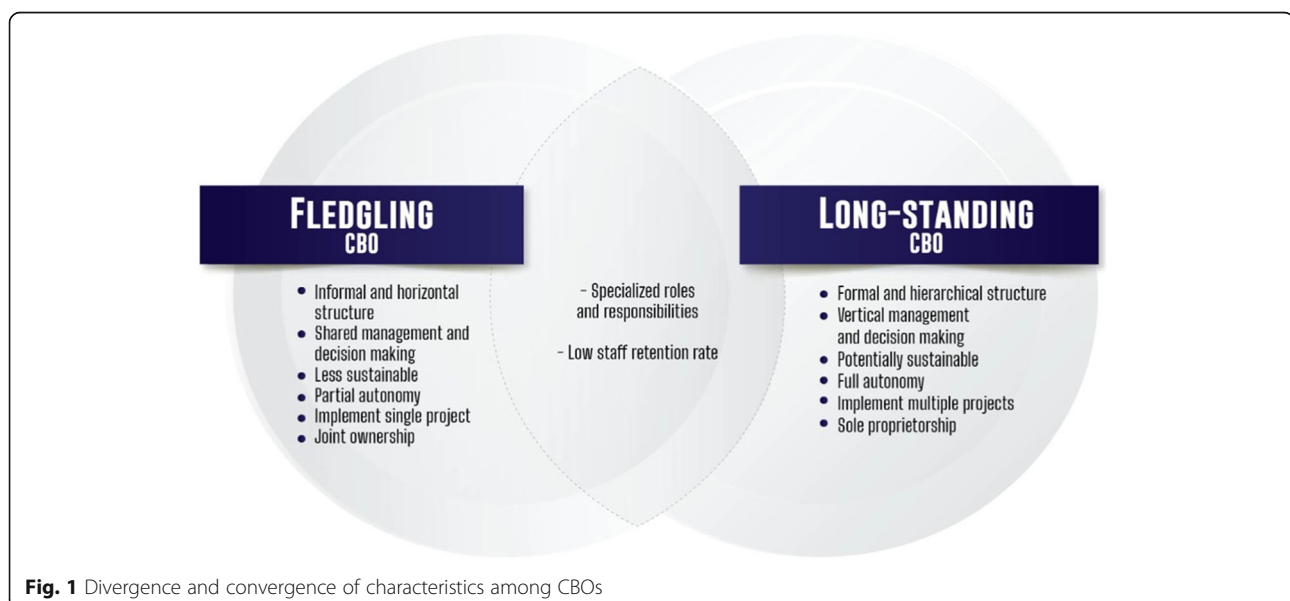 FLEDGLING
CBO
• Informal and horizontal
structure
• Shared management and
decision making
• Less sustainable
• Partial autonomy
• Implement single project
• Joint ownership
- Specialized roles
and responsibilities
- Low staff retention rate
LONG-STANDING
CBO
• Formal and hierarchical structure
• Vertical management
and decision making
• Potentially sustainable
• Full autonomy
• Implement multiple projects
• Sole proprietorship
Fig. 1 Divergence and convergence of characteristics among CBOs